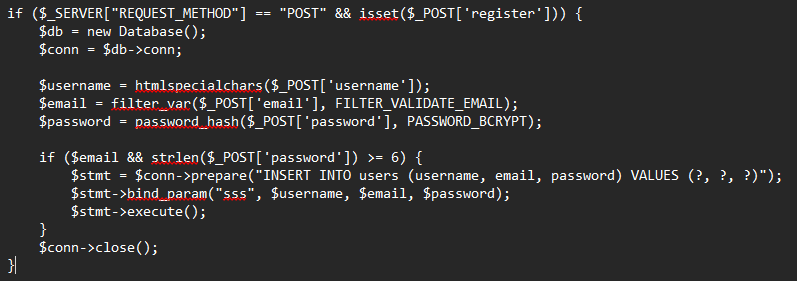 if ($_SERVER["REQUEST_METHOD"] == "POST" && isset($_POST['register'])) {
    $db = new Database();
    $conn = $db->conn;

    $username = htmlspecialchars($_POST['username']);
    $email = filter_var($_POST['email'], FILTER_VALIDATE_EMAIL);
    $password = password_hash($_POST['password'], PASSWORD_BCRYPT);

    if ($email && strlen($_POST['password']) >= 6) {
        $stmt = $conn->prepare("INSERT INTO users (username, email, password) VALUES (?, ?, ?)");
        $stmt->bind_param("sss", $username, $email, $password);
        $stmt->execute();
    }
    $conn->close();
}